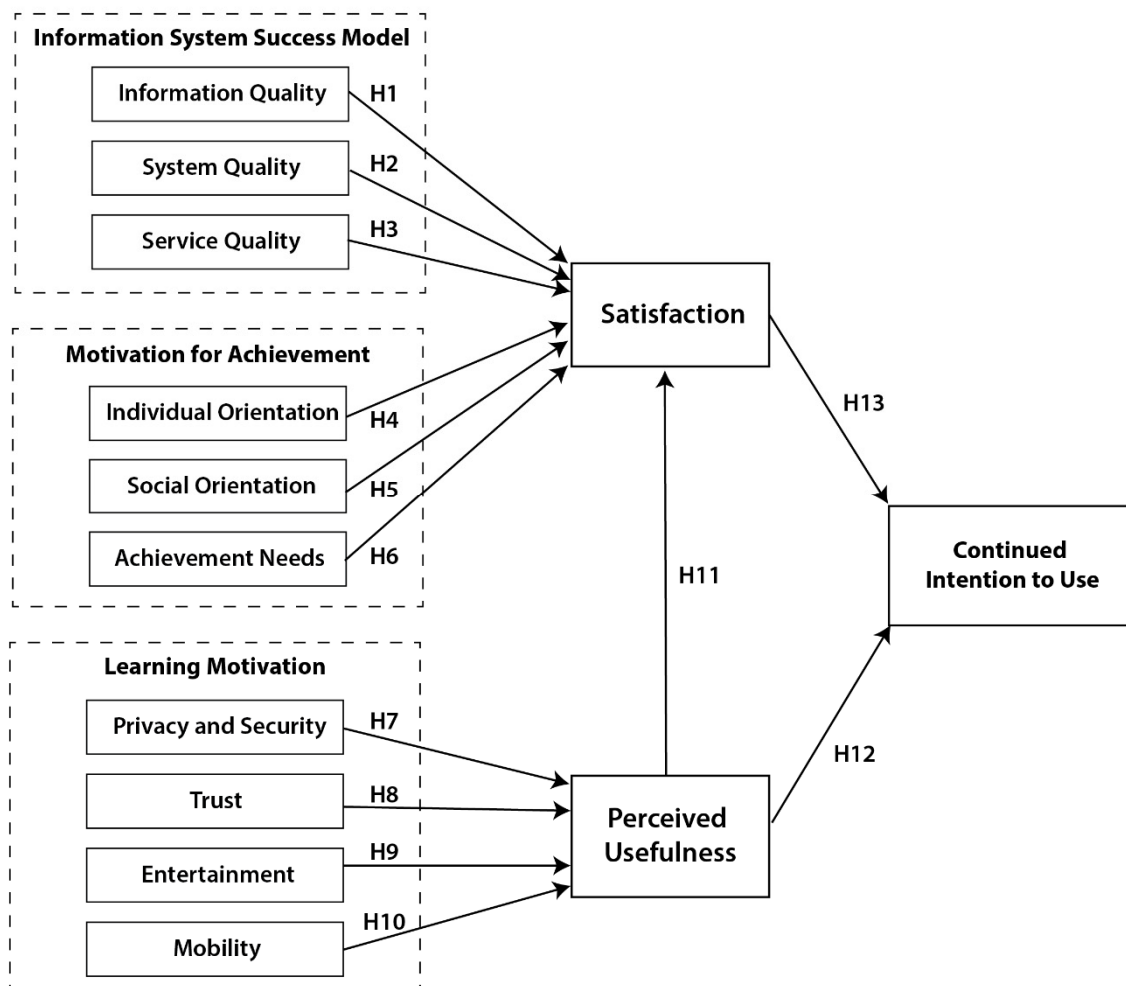 Information System Success Model
Information Quality
H1
System Quality
H2
Service Quality
H3
Motivation for Achievement
Individual Orientation
H4
Social Orientation
H5
Achievement Needs
H6
Learning Motivation
Privacy and Security
H7
Trust
H8
Entertainment
H9
Mobility
H10
Satisfaction
H11
Perceived
Usefulness
H13
H12
Continued
Intention to Use